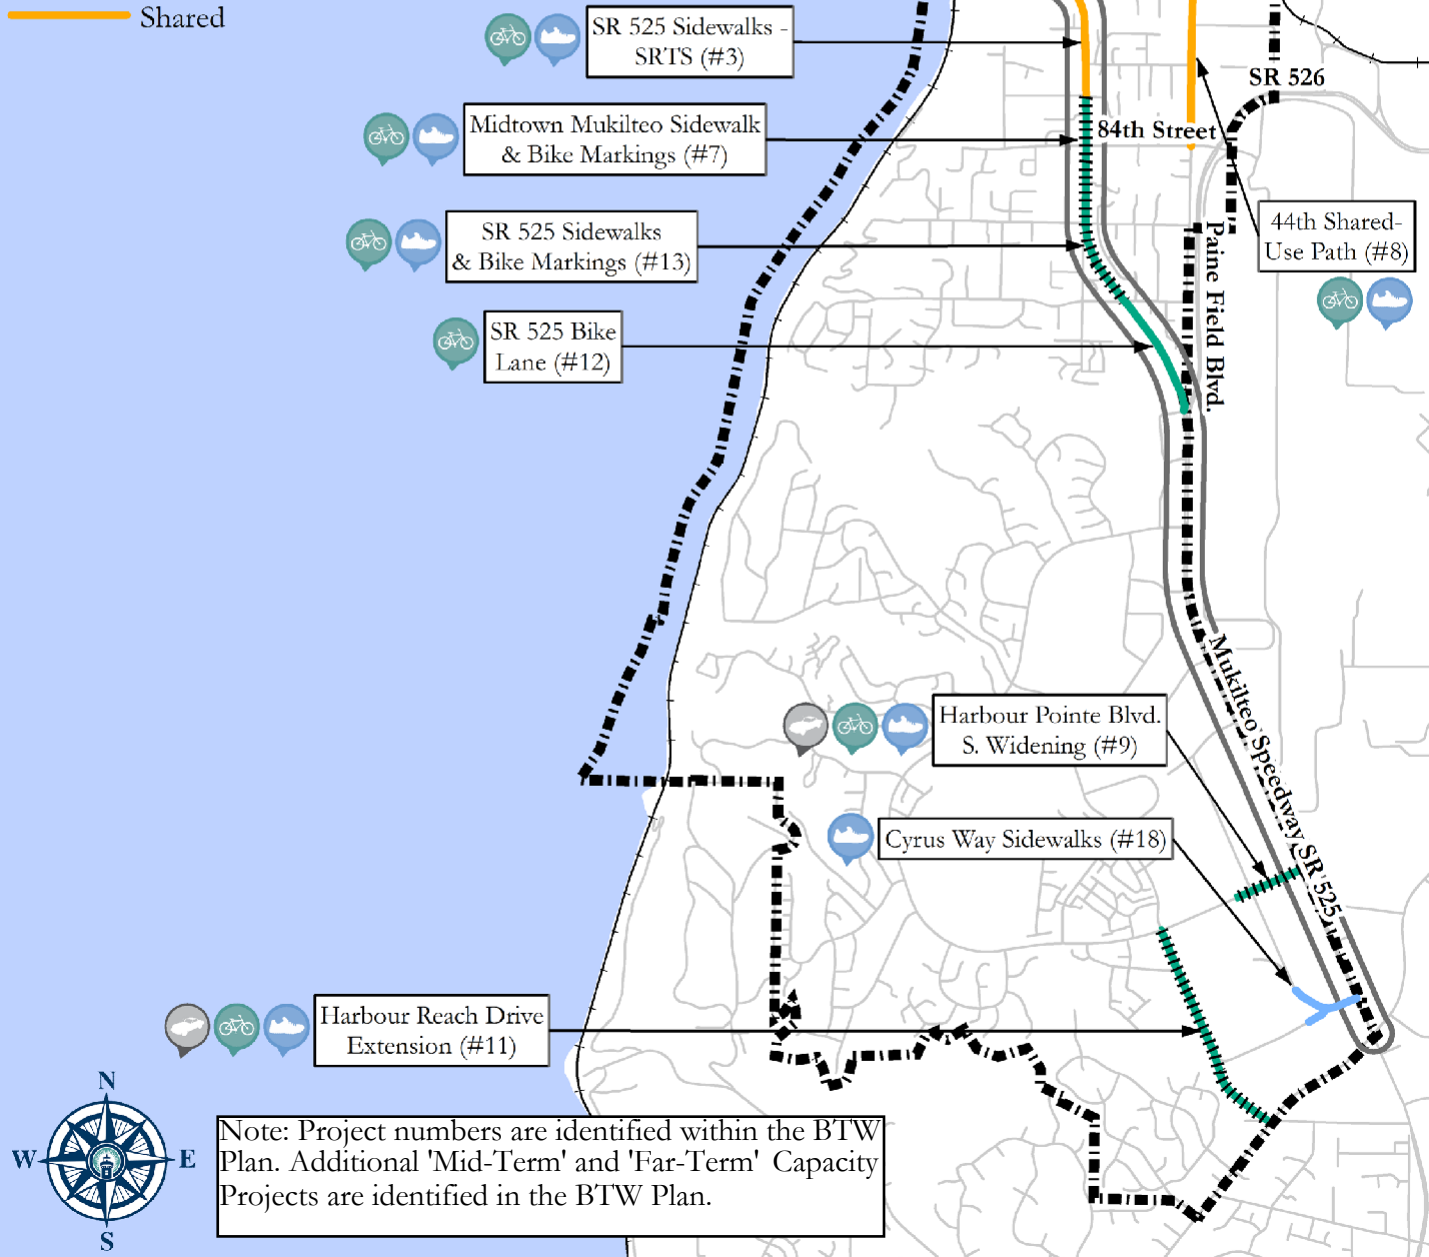 Shared
SR 525 Sidewalks -
SRTS (#3)
SR 526
Midtown Mukilteo Sidewalk
& Bike Markings (#7)
84th Street
SR 525 Sidewalks
& Bike Markings (#13)
44th Shared-
Use Path (#8)
Paine Field Blvd.
SR 525 Bike
Lane (#12)
Mukilteo Speedway SR 525
Harbour Pointe Blvd.
S. Widening (#9)
Cyrus Way Sidewalks (#18)
Harbour Reach Drive
Extension (#11)
N
W
E
S
Note: Project numbers are identified within the BTW
Plan. Additional 'Mid-Term' and 'Far-Term' Capacity
Projects are identified in the BTW Plan.